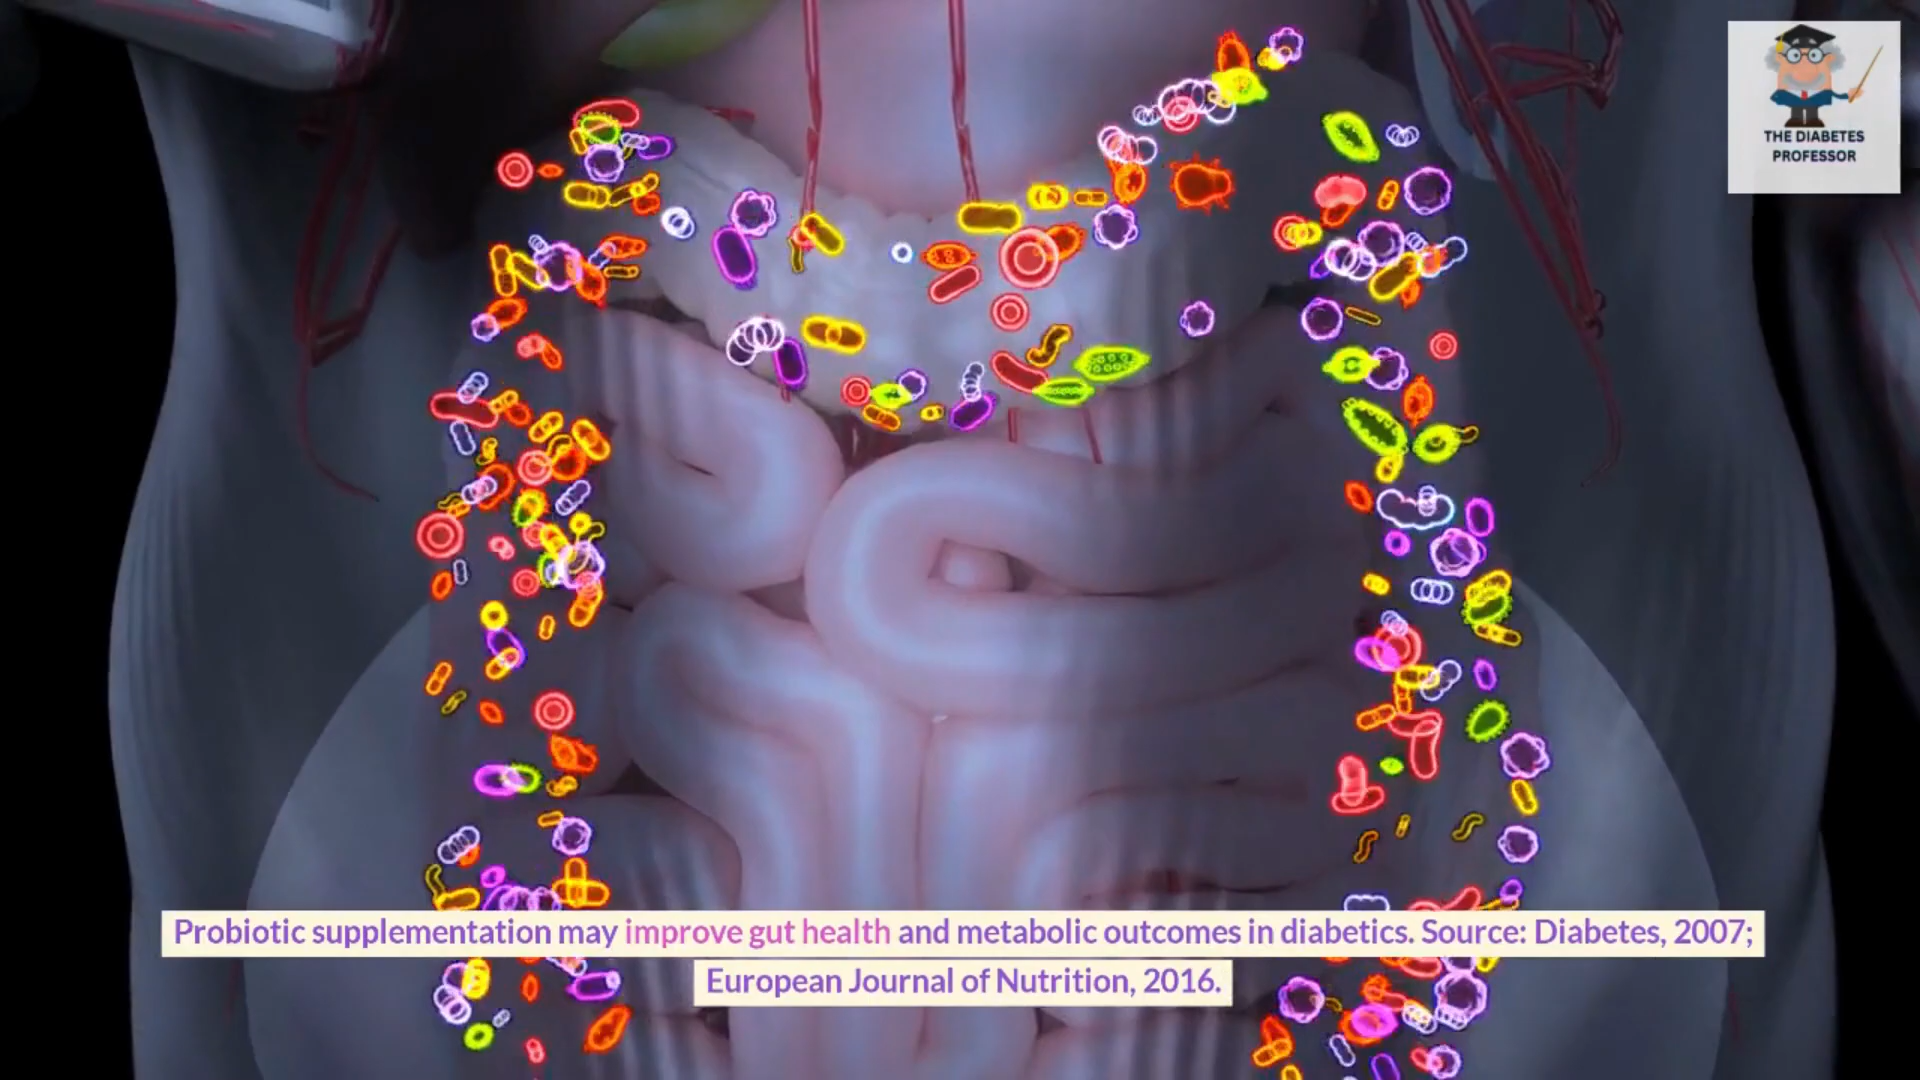 THE DIABETES
PROFESSOR
Probiotic supplementation may improve gut health and metabolic outcomes in diabetics. Source: Diabetes, 2007;
European Journal of Nutrition, 2016.